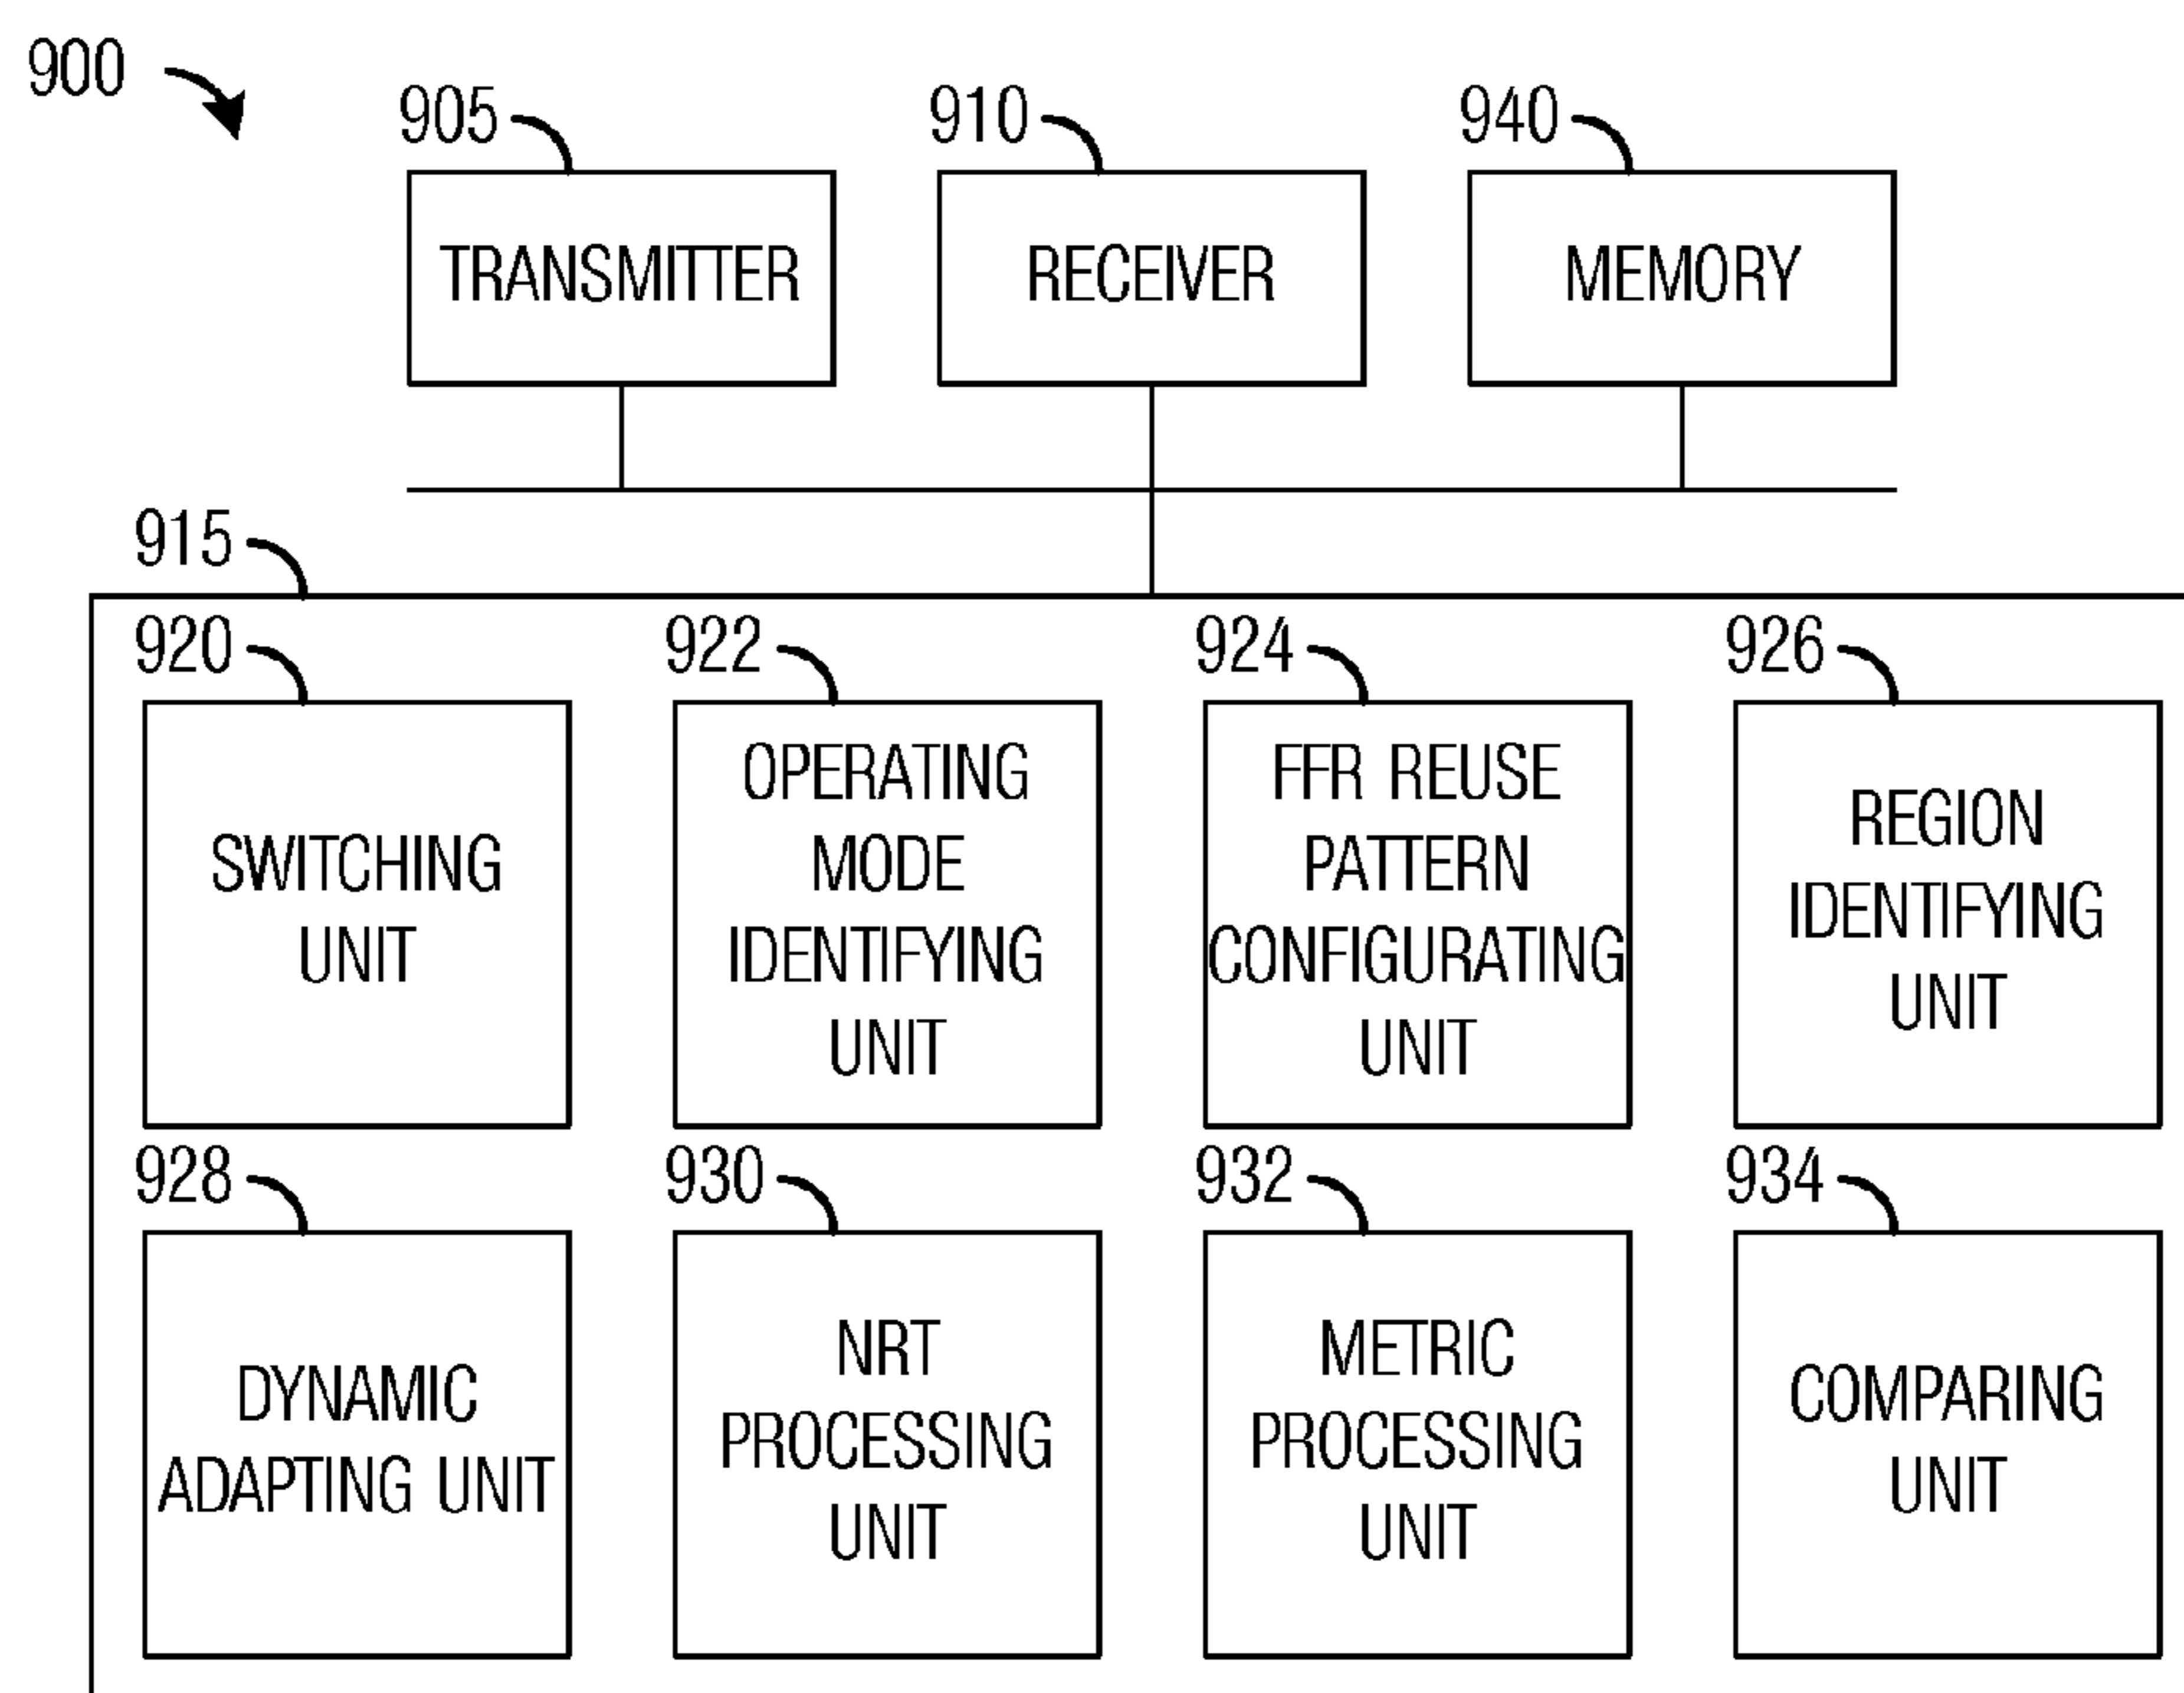 900
905
910
940
TRANSMITTER
RECEIVER
MEMORY
915
920
922
924
926
SWITCHING
UNIT
OPERATING
MODE
IDENTIFYING
UNIT
FFR REUSE
PATTERN
CONFIGURATING
UNIT
REGION
IDENTIFYING
UNIT
928
930
932
934
DYNAMIC
ADAPTING UNIT
NRT
PROCESSING
UNIT
METRIC
PROCESSING
UNIT
COMPARING
UNIT